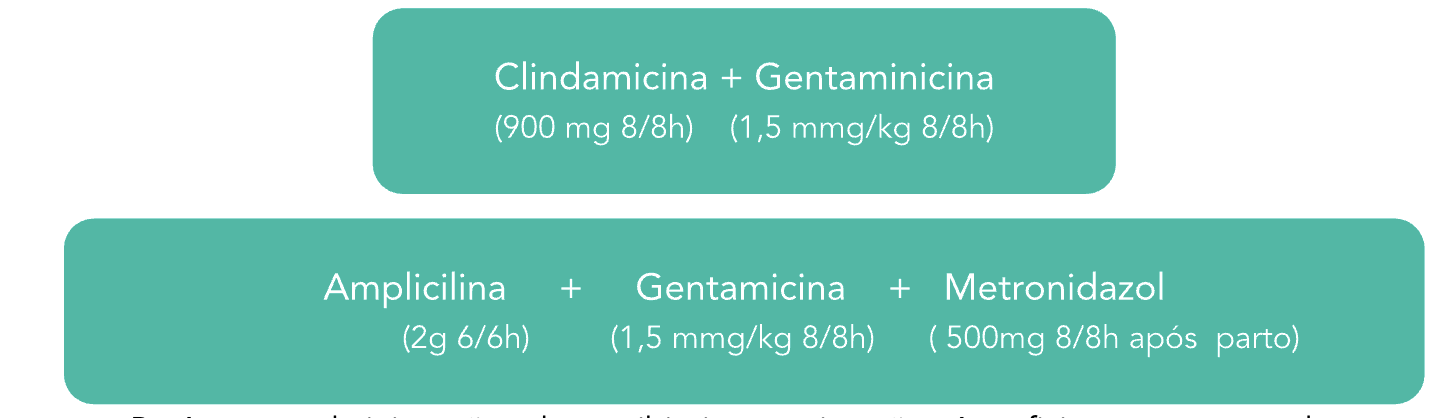 Clindamicina + Gentaminicina
(900 mg 8/8h) (1,5 mmg/kg 8/8h)
Amplicilina + Gentamicina + Metronidazol
(2g 6/6h) (1,5 mmg/kg 8/8h) ( 500mg 8/8h após parto)